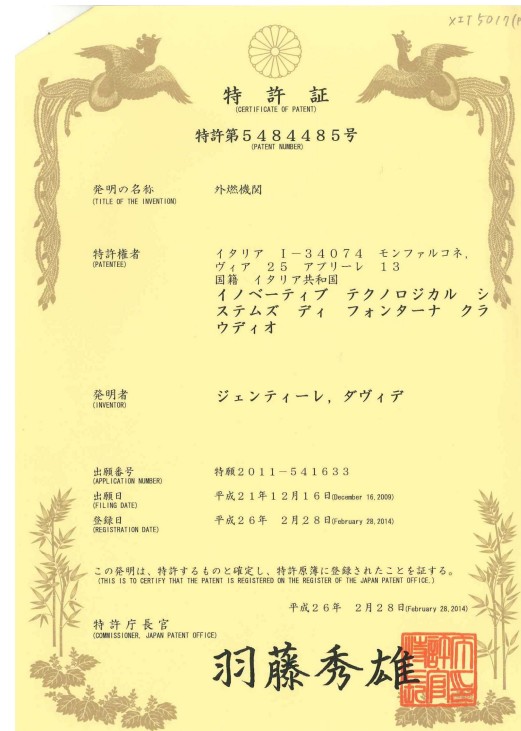 XIT 5017(
特許証
(CERTIFICATE OF PATENT)
特許第5484485号
(PATENT NUMBER)
発明の名称 外燃機関
(TITLE OF THE INVENTION)
特許権者 イタリア I-34074 モンファルコネ,
(PATENTEE) ヴィア 25 アプリーレ 13
国籍 イタリア共和国
イノベーティブ テクノロジカル シ
ステムズ ディ フォンターナ クラ
ウディオ
発明者 ジェンティーレ, ダヴィデ
(INVENTOR)
出願番号 特願2011-541633
(APPLICATION NUMBER)
出願日 平成21年12月16日(December 16,2009)
(FILING DATE)
登録日 平成26年 2月28日(February 28,2014)
(REGISTRATION DATE)
この発明は、特許するものと確定し、特許原簿に登録されたことを証する。
(THIS IS TO CERTIFY THAT THE PATENT IS REGISTERED ON THE REGISTER OF THE JAPAN PATENT OFFICE.)
平成26年 2月28日(February 28,2014)
特許庁長官
(COMMISSIONER, JAPAN PATENT OFFICE)
羽藤秀雄